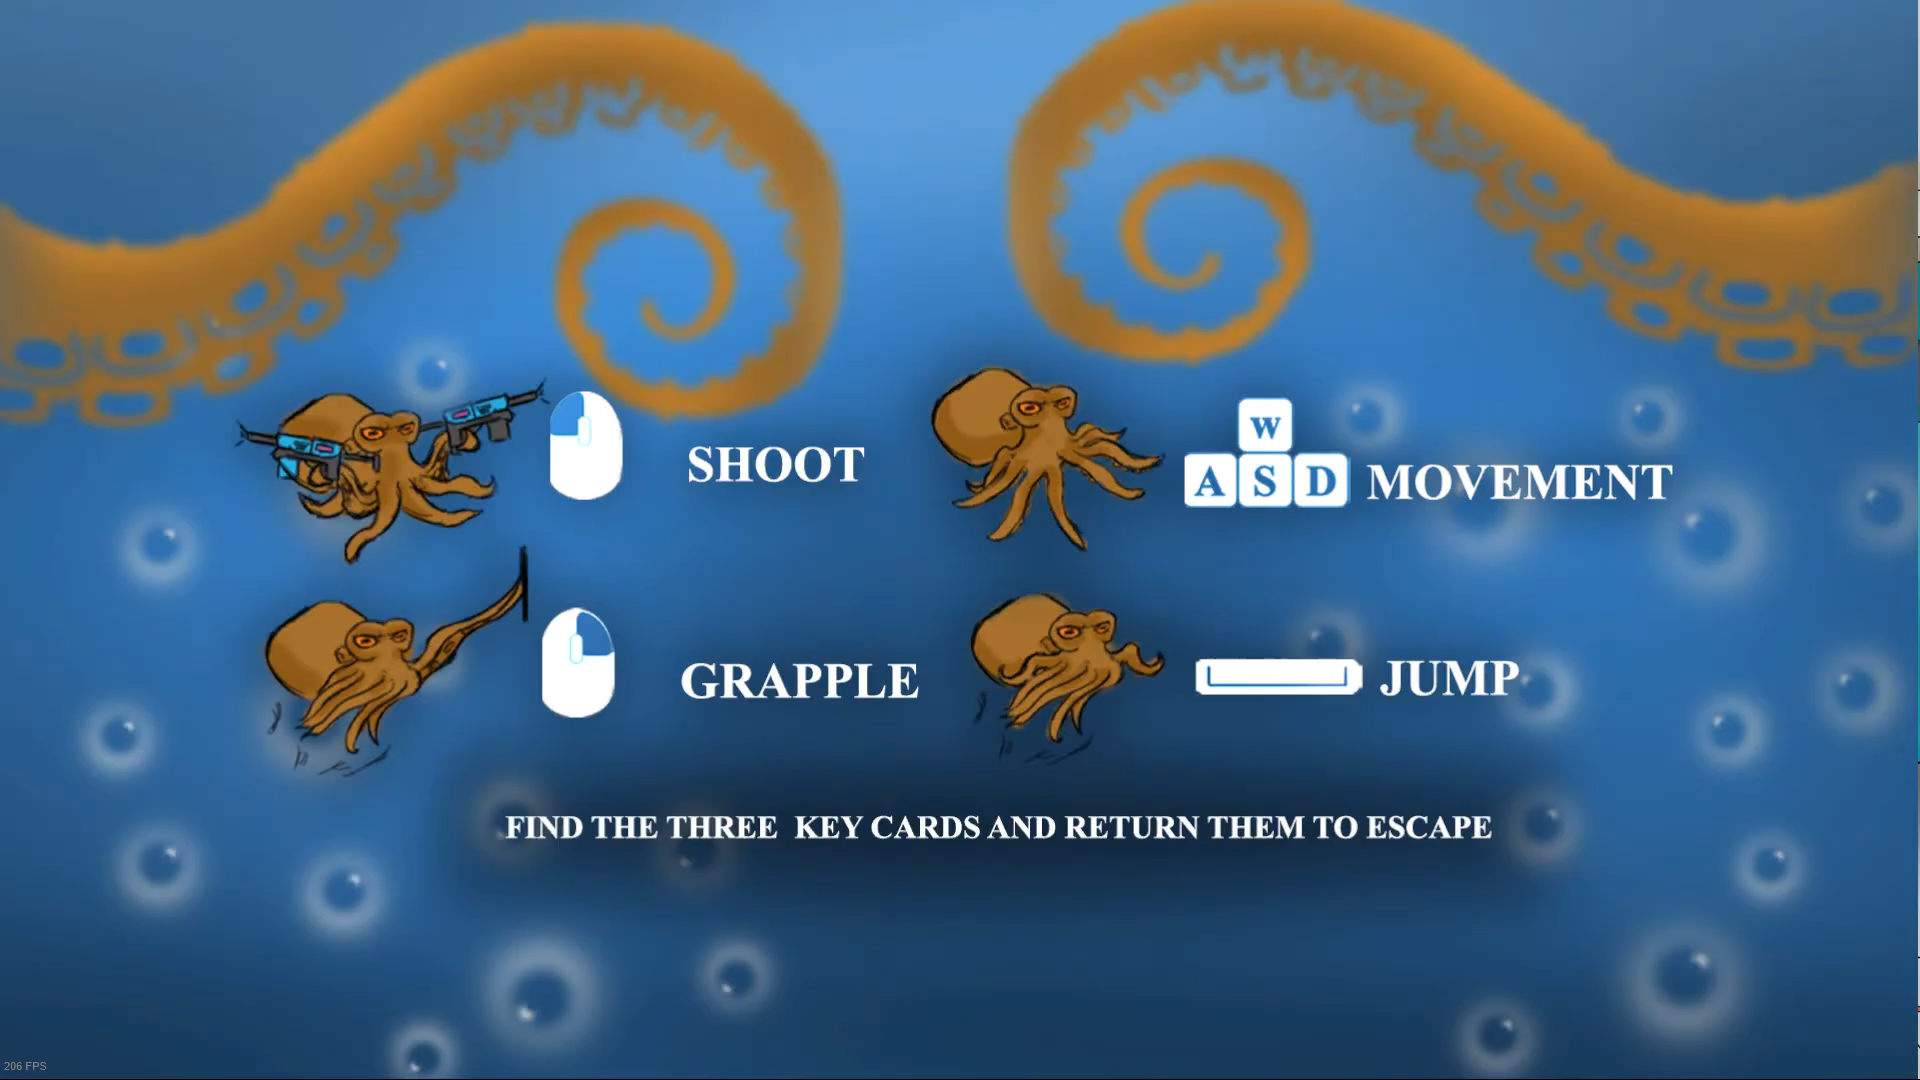 SHOOT
W
A S D MOVEMENT
GRAPPLE
JUMP
FIND THE THREE KEY CARDS AND RETURN THEM TO ESCAPE
206 FPS